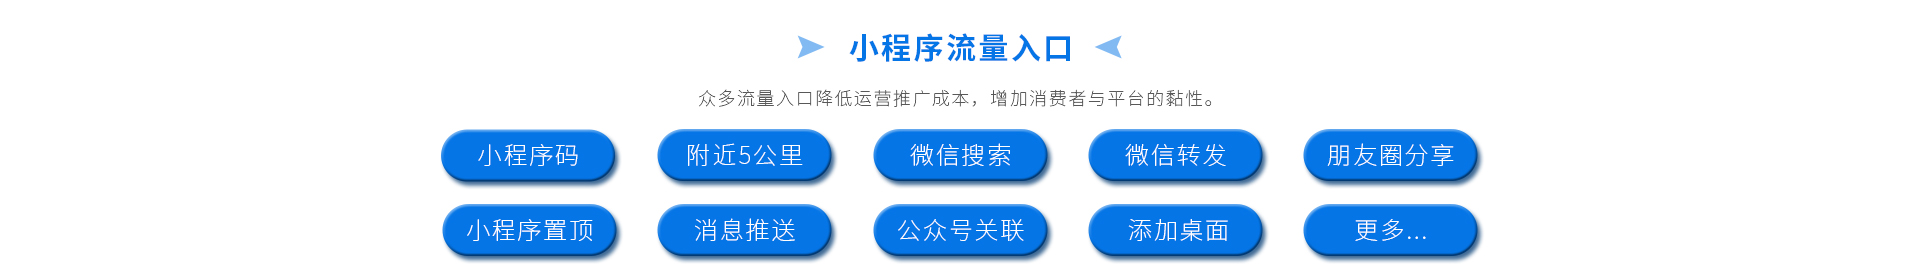 小程序流量入口
众多流量入口降低运营推广成本，增加消费者与平台的黏性。
小程序码
附近5公里
微信搜索
微信转发
朋友圈分享
小程序置顶
消息推送
公众号关联
添加桌面
更多...